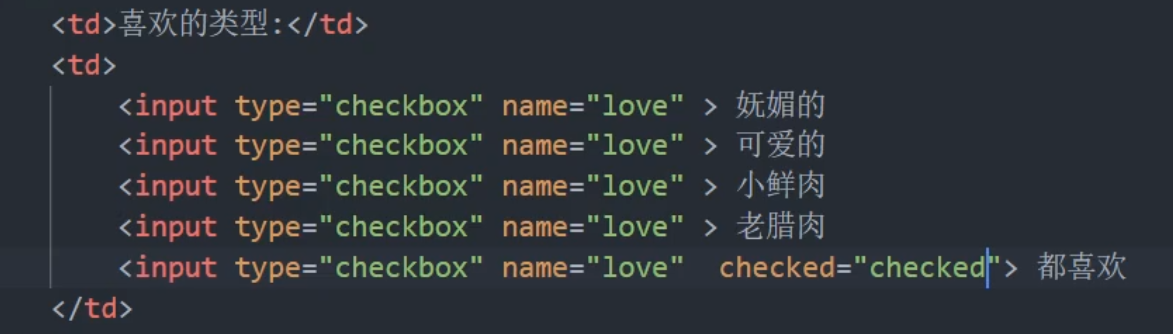 <td>喜欢的类型:</td>
<td>
<input type="checkbox" name="love" > 妩媚的
<input type="checkbox" name="love" > 可爱的
<input type="checkbox" name="love" > 小鲜肉
<input type="checkbox" name="love" > 老腊肉
<input type="checkbox" name="love"  checked="checked"> 都喜欢
</td>